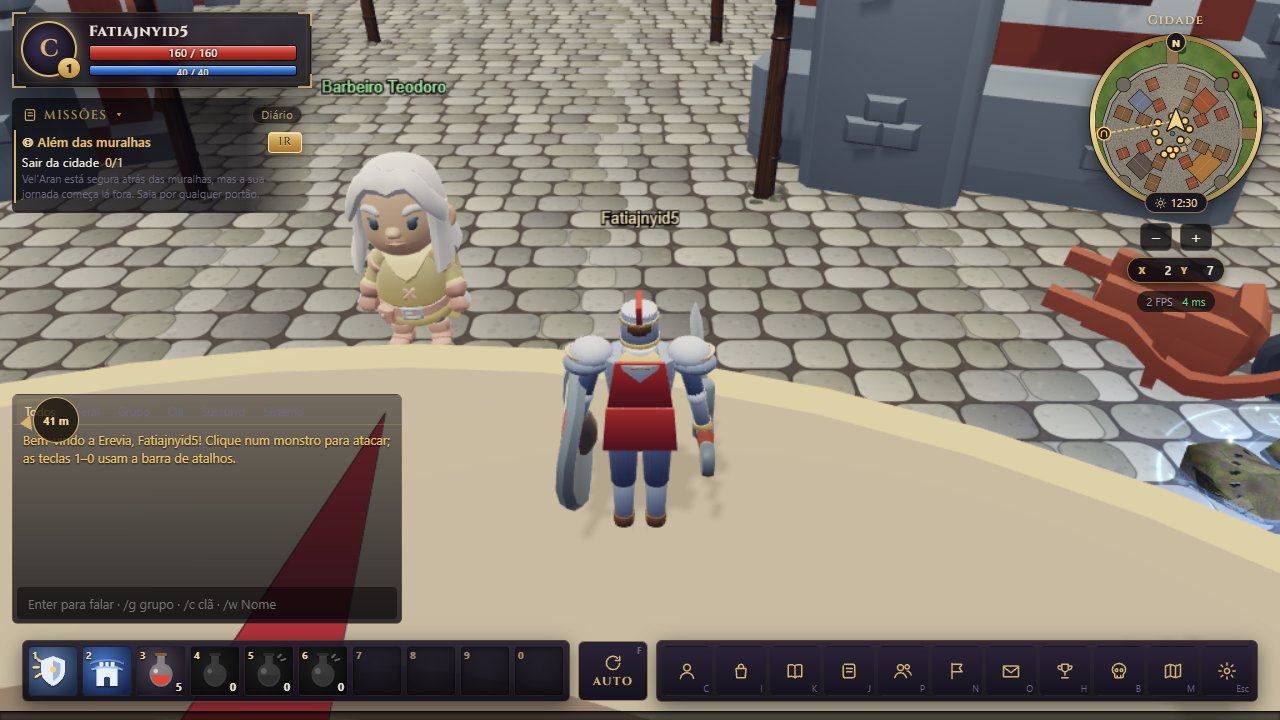 Fatiajnyid5
C
1
160 / 160
40 / 40
MISSÕES
Diário
Além das muralhas
IR
Sair da cidade 0/1
Vel'Aran está segura atrás das muralhas, mas a sua
jornada começa lá fora. Saia por qualquer portão.
Barbeiro Teodoro
Fatiajnyid5
CIDADE
N
12:30
− +
X 2 Y 7
2 FPS 4 ms
41 m
Grupo Clã Sussurro Sistema
Bem-vindo a Erevia, Fatiajnyid5! Clique num monstro para atacar;
as teclas 1–0 usam a barra de atalhos.
Enter para falar · /g grupo · /c clã · /w Nome
1 2 3 4 5 6 7 8 9 0
5 0 0 0
F
AUTO
C I K J P N O H B M Esc